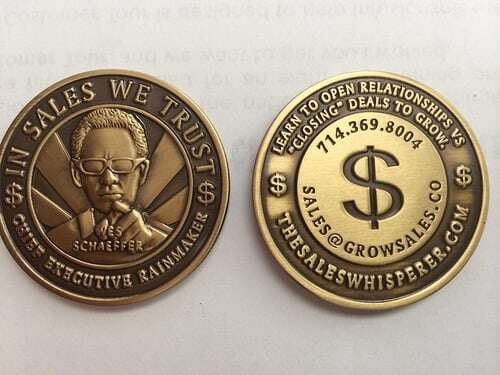 IN SALES WE TRUST
$ $
WES
SCHAEFFER
CHIEF EXECUTIVE RAINMAKER
LEARN TO OPEN RELATIONSHIPS VS
"CLOSING" DEALS TO GROW.
714.369.8004
$ $ $
SALES@GROWSALES.CO
THESALESWHISPERER.COM